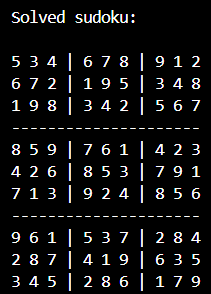 Solved sudoku:
5 3 4 | 6 7 8 | 9 1 2
6 7 2 | 1 9 5 | 3 4 8
1 9 8 | 3 4 2 | 5 6 7
---------------------
8 5 9 | 7 6 1 | 4 2 3
4 2 6 | 8 5 3 | 7 9 1
7 1 3 | 9 2 4 | 8 5 6
---------------------
9 6 1 | 5 3 7 | 2 8 4
2 8 7 | 4 1 9 | 6 3 5
3 4 5 | 2 8 6 | 1 7 9